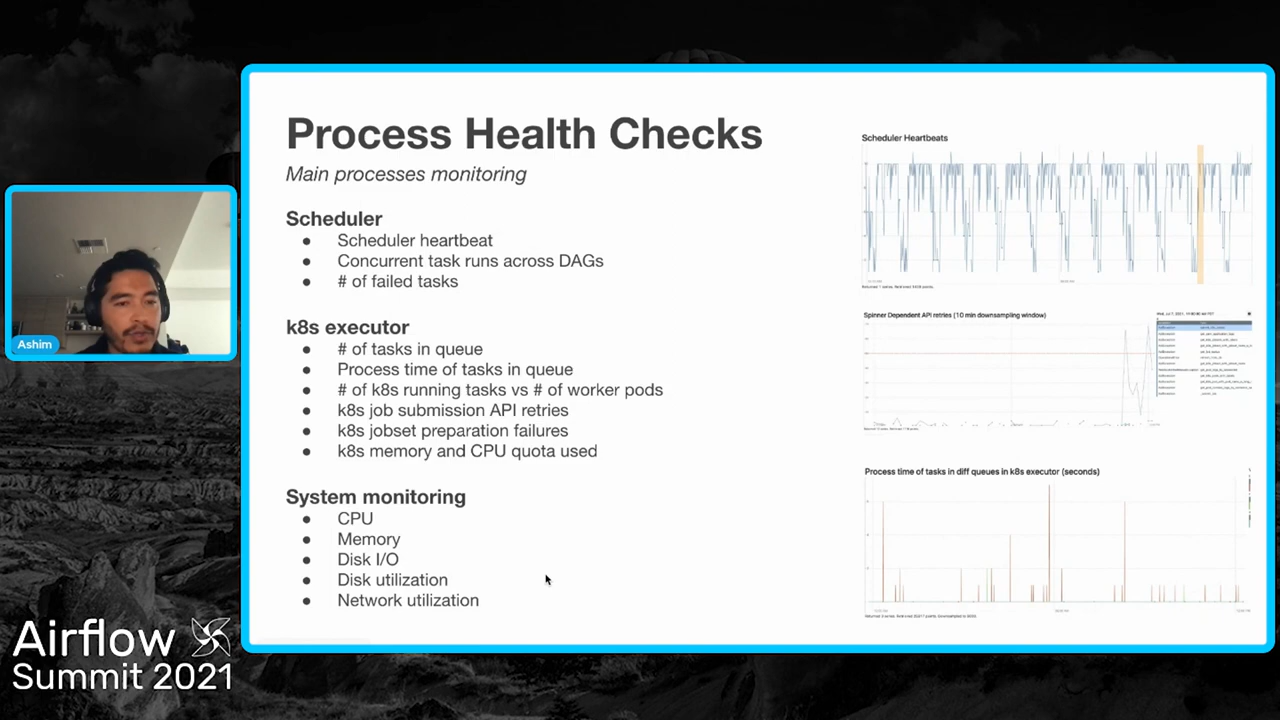 Process Health Checks
Main processes monitoring
Scheduler
● Scheduler heartbeat
● Concurrent task runs across DAGs
● # of failed tasks
k8s executor
● # of tasks in queue
● Process time of tasks in queue
● # of k8s running tasks vs # of worker pods
● k8s job submission API retries
● k8s jobset preparation failures
● k8s memory and CPU quota used
System monitoring
● CPU
● Memory
● Disk I/O
● Disk utilization
● Network utilization
Scheduler Heartbeats
Spinner Dependent API retries (10 min downsampling window)
Process time of tasks in diff queues in k8s executor (seconds)
Ashim
Airflow
Summit 2021